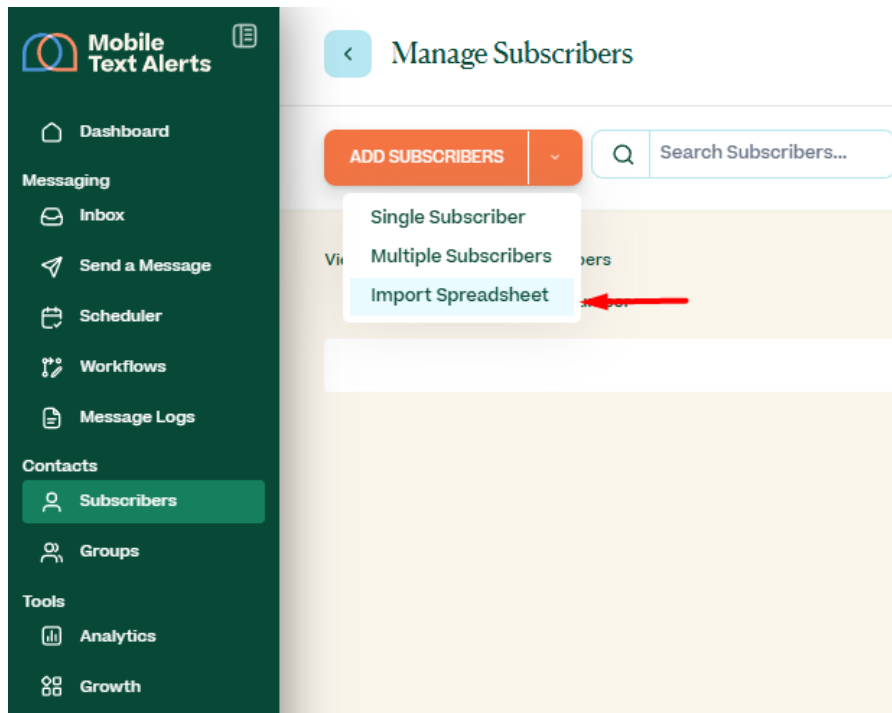 Mobile
Text Alerts
Dashboard
Messaging
Inbox
Send a Message
Scheduler
Workflows
Message Logs
Contacts
Subscribers
Groups
Tools
Analytics
Growth
Manage Subscribers
ADD SUBSCRIBERS
Search Subscribers...
Single Subscriber
Multiple Subscribers
Import Spreadsheet